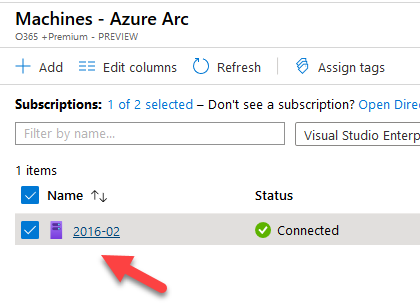 Machines - Azure Arc
O365 +Premium - PREVIEW
Add Edit columns Refresh Assign tags
Subscriptions: 1 of 2 selected – Don't see a subscription? Open Direc
Filter by name... Visual Studio Enterp
1 items
Name Status
2016-02 Connected